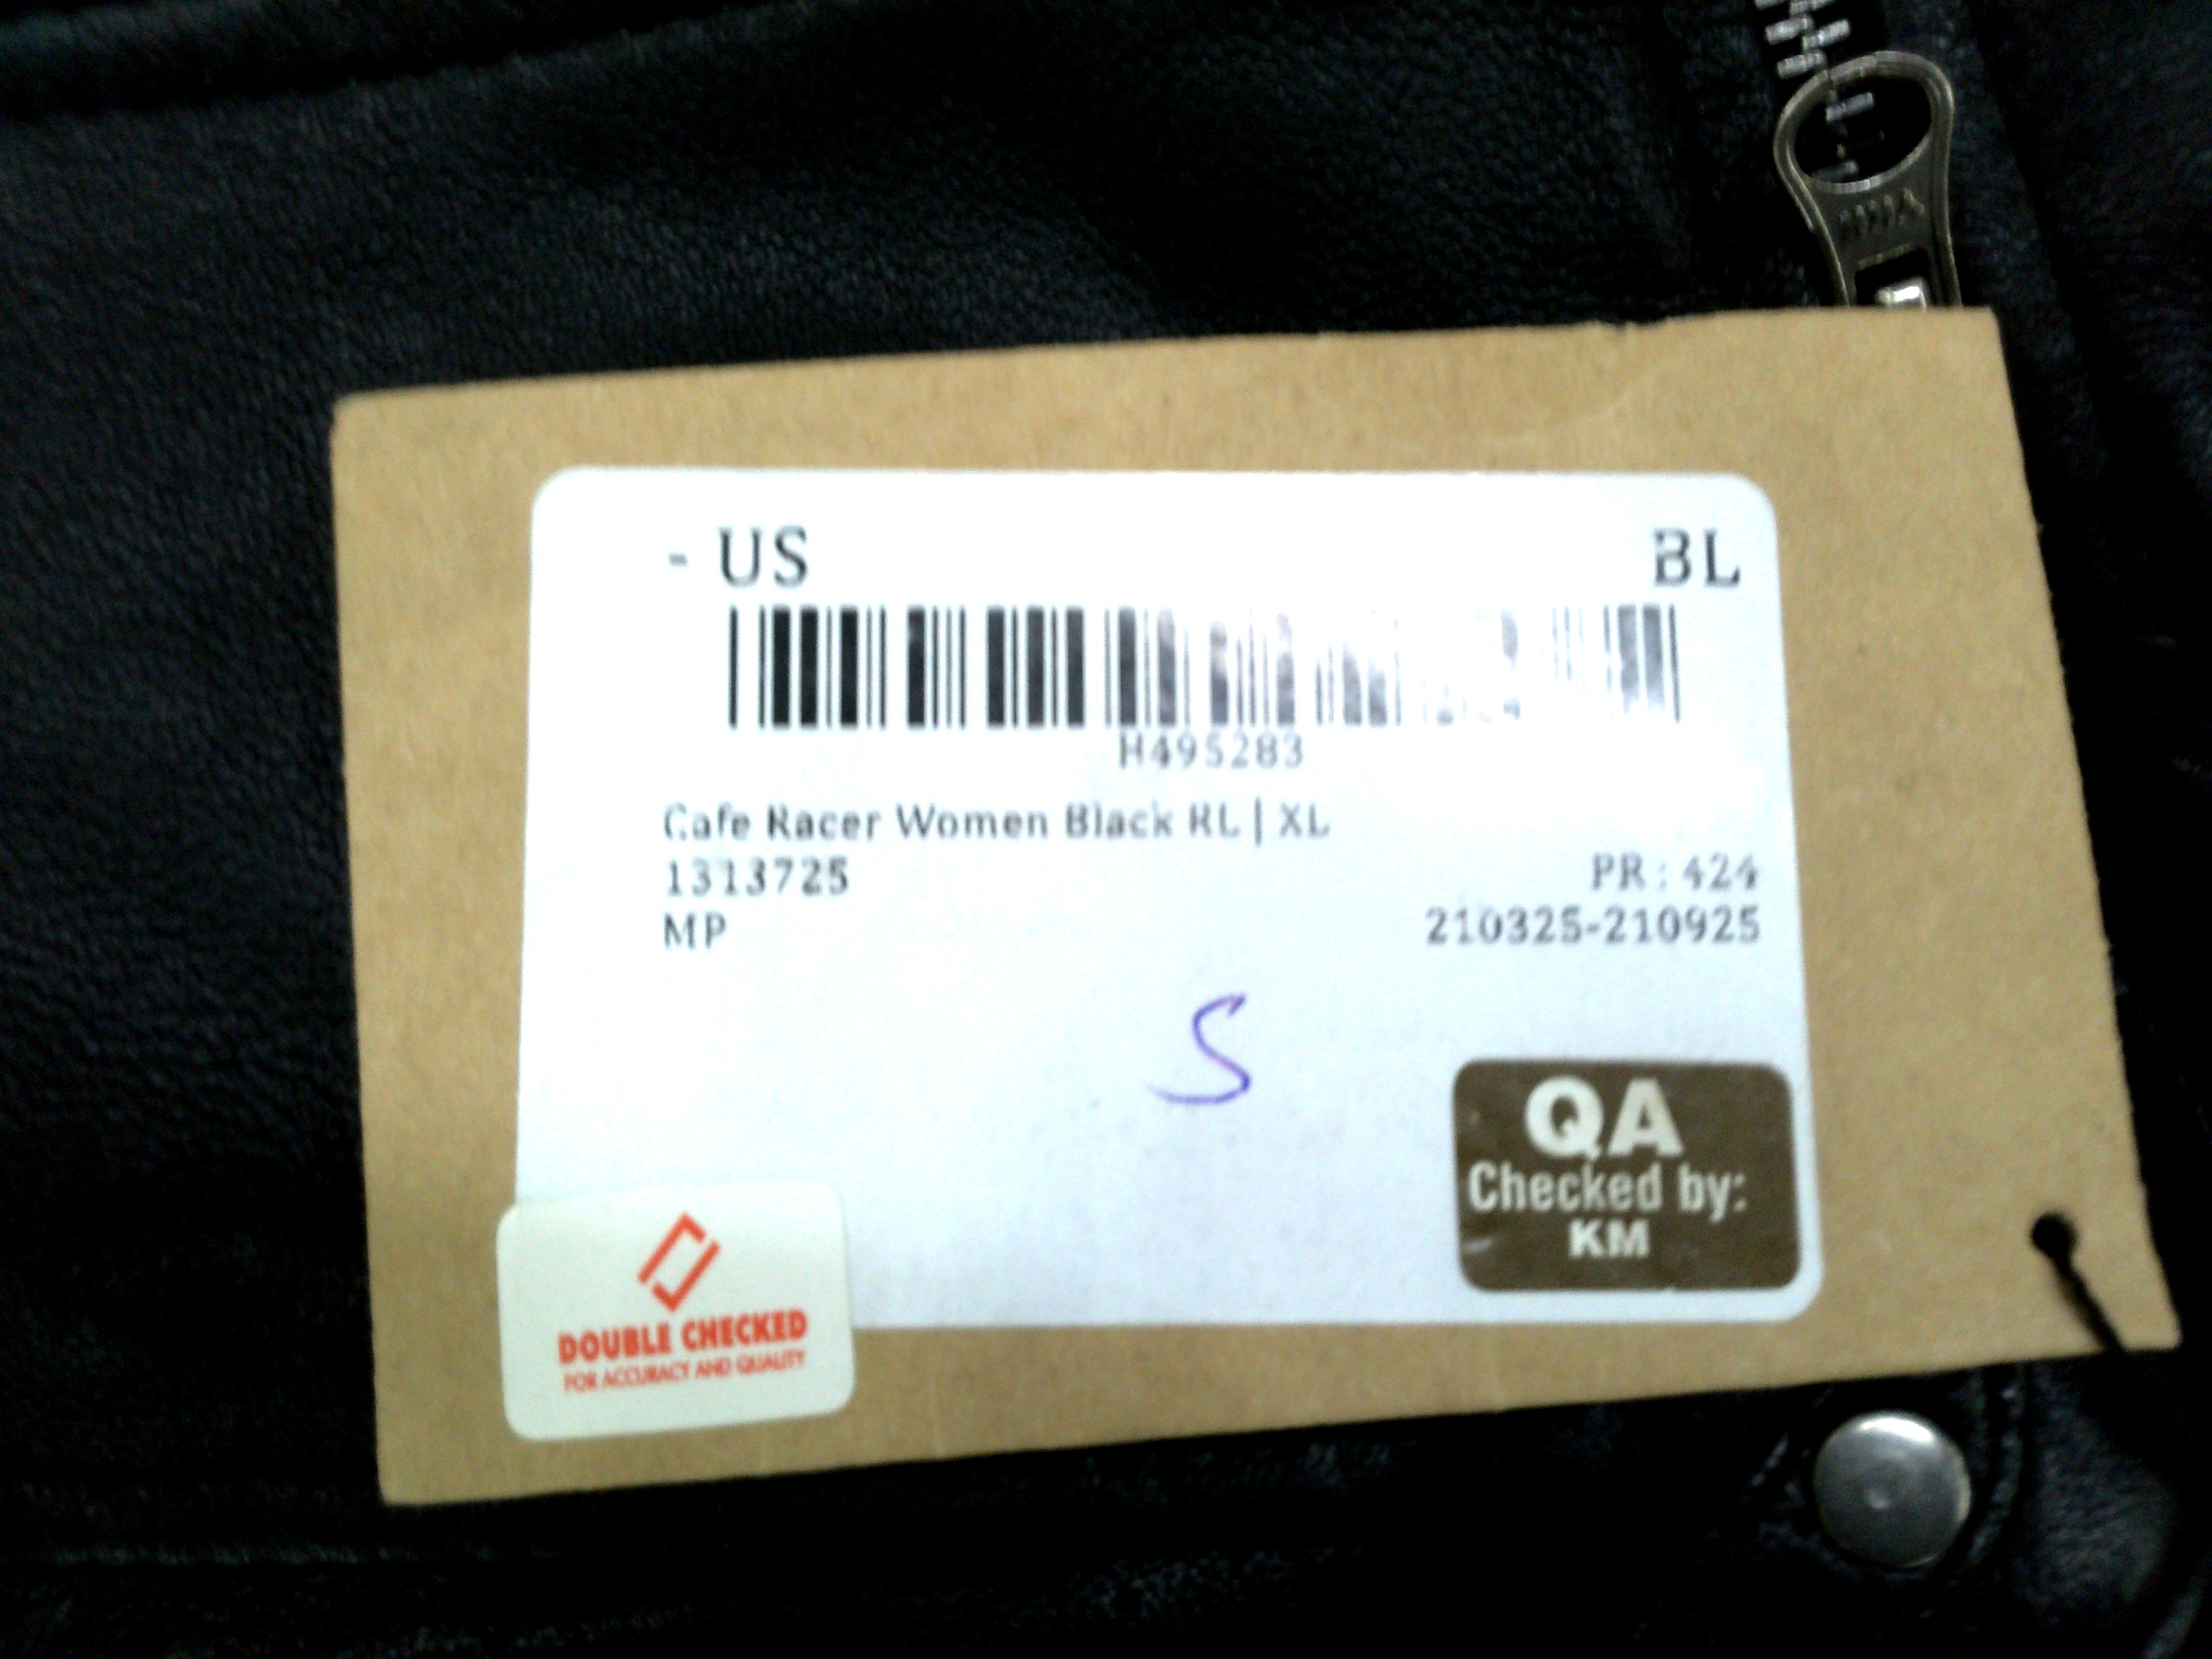 - US BL
H495283
Cafe Racer Women Black RL | XL
1313725 PR : 424
MP 210325-210925
S
QA
Checked by:
KM
DOUBLE CHECKED
FOR ACCURACY AND QUALITY